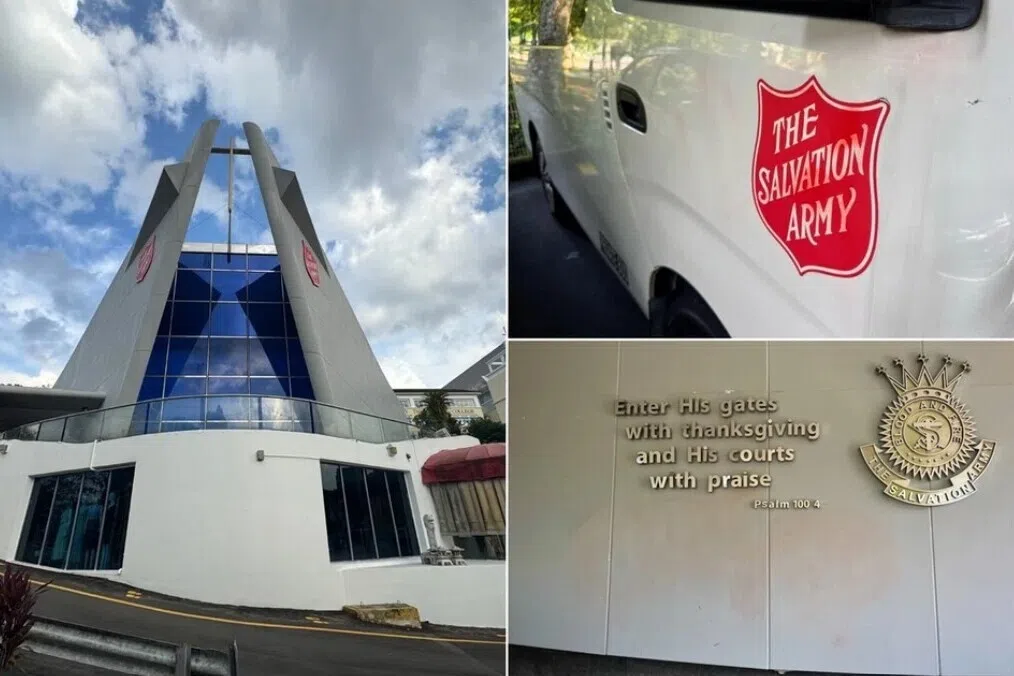 THE
SALVATION
ARMY
Enter His gates
with thanksgiving
and His courts
with praise
Psalm 100 4
BLOOD AND FIRE
THE SALVATION ARMY